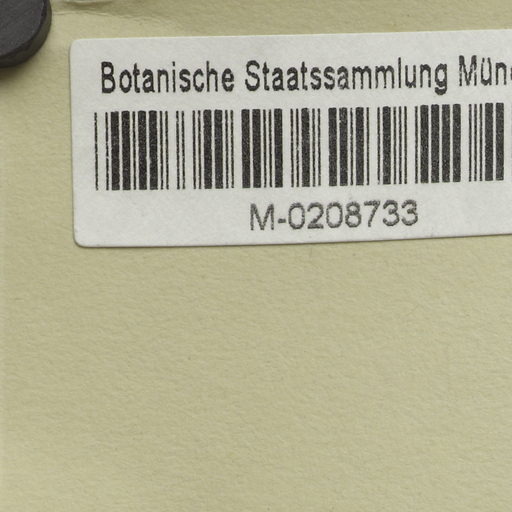 Botanische Staatssammlung Mün
M-0208733